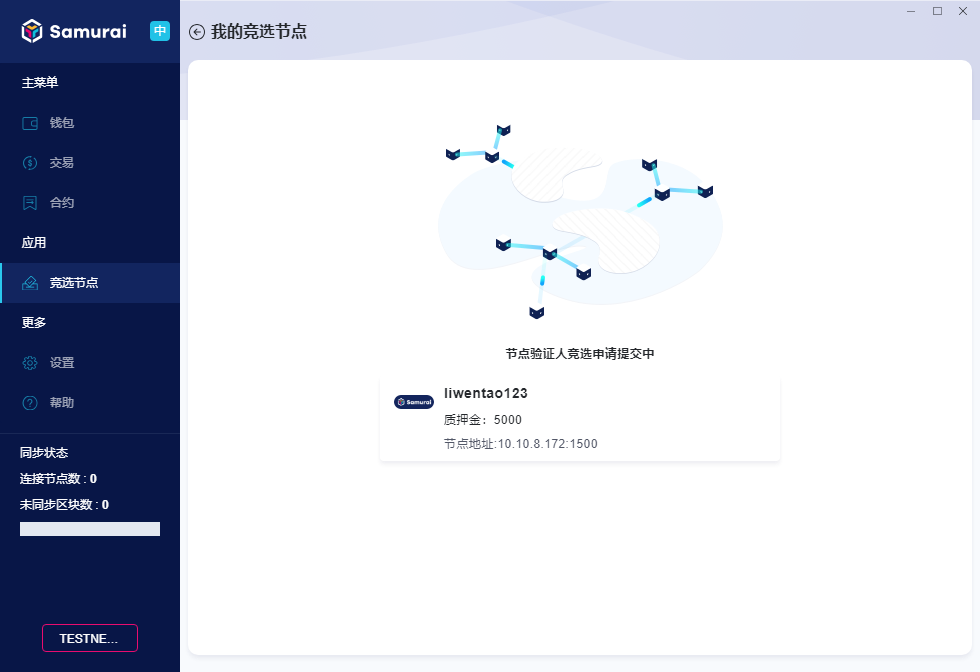 Samurai
中
主菜单
钱包
交易
合约
应用
竞选节点
更多
设置
帮助
同步状态
连接节点数 : 0
未同步区块数 : 0
TESTNE...
我的竞选节点
节点验证人竞选申请提交中
Samurai
liwentao123
质押金：5000
节点地址:10.10.8.172:1500